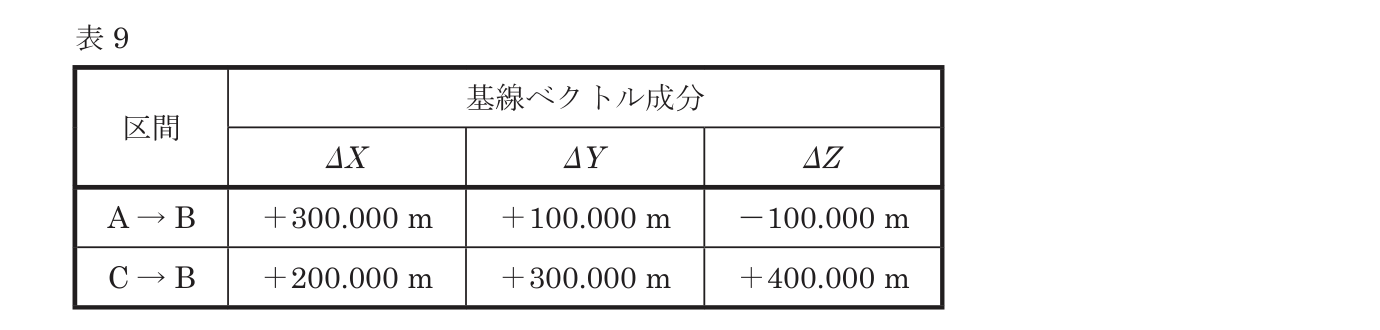 表 9
区間 基線ベクトル成分
ΔX ΔY ΔZ
A → B +300.000 m +100.000 m −100.000 m
C → B +200.000 m +300.000 m +400.000 m